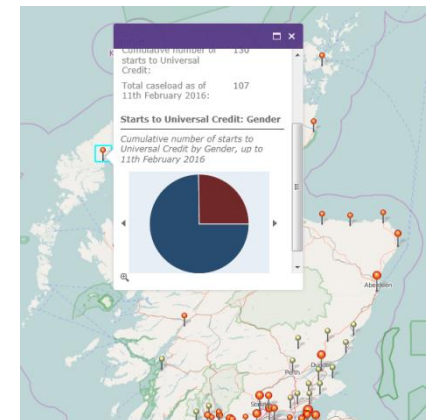 Cumulative number of 130
starts to Universal
Credit:
Total caseload as of 107
11th February 2016:
Starts to Universal Credit: Gender
Cumulative number of starts to
Universal Credit by Gender, up to
11th February 2016
Aberdeen
Perth